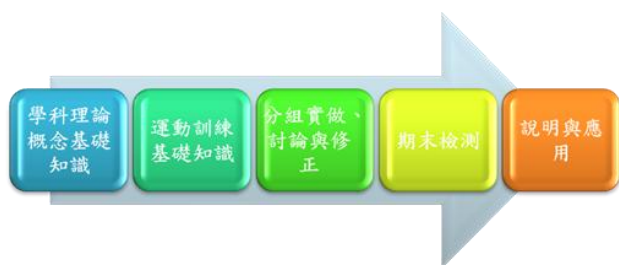 學科理論
概念基礎
知識
運動訓練
基礎知識
分組實做、
討論與修
正
期末檢測
說明與應
用